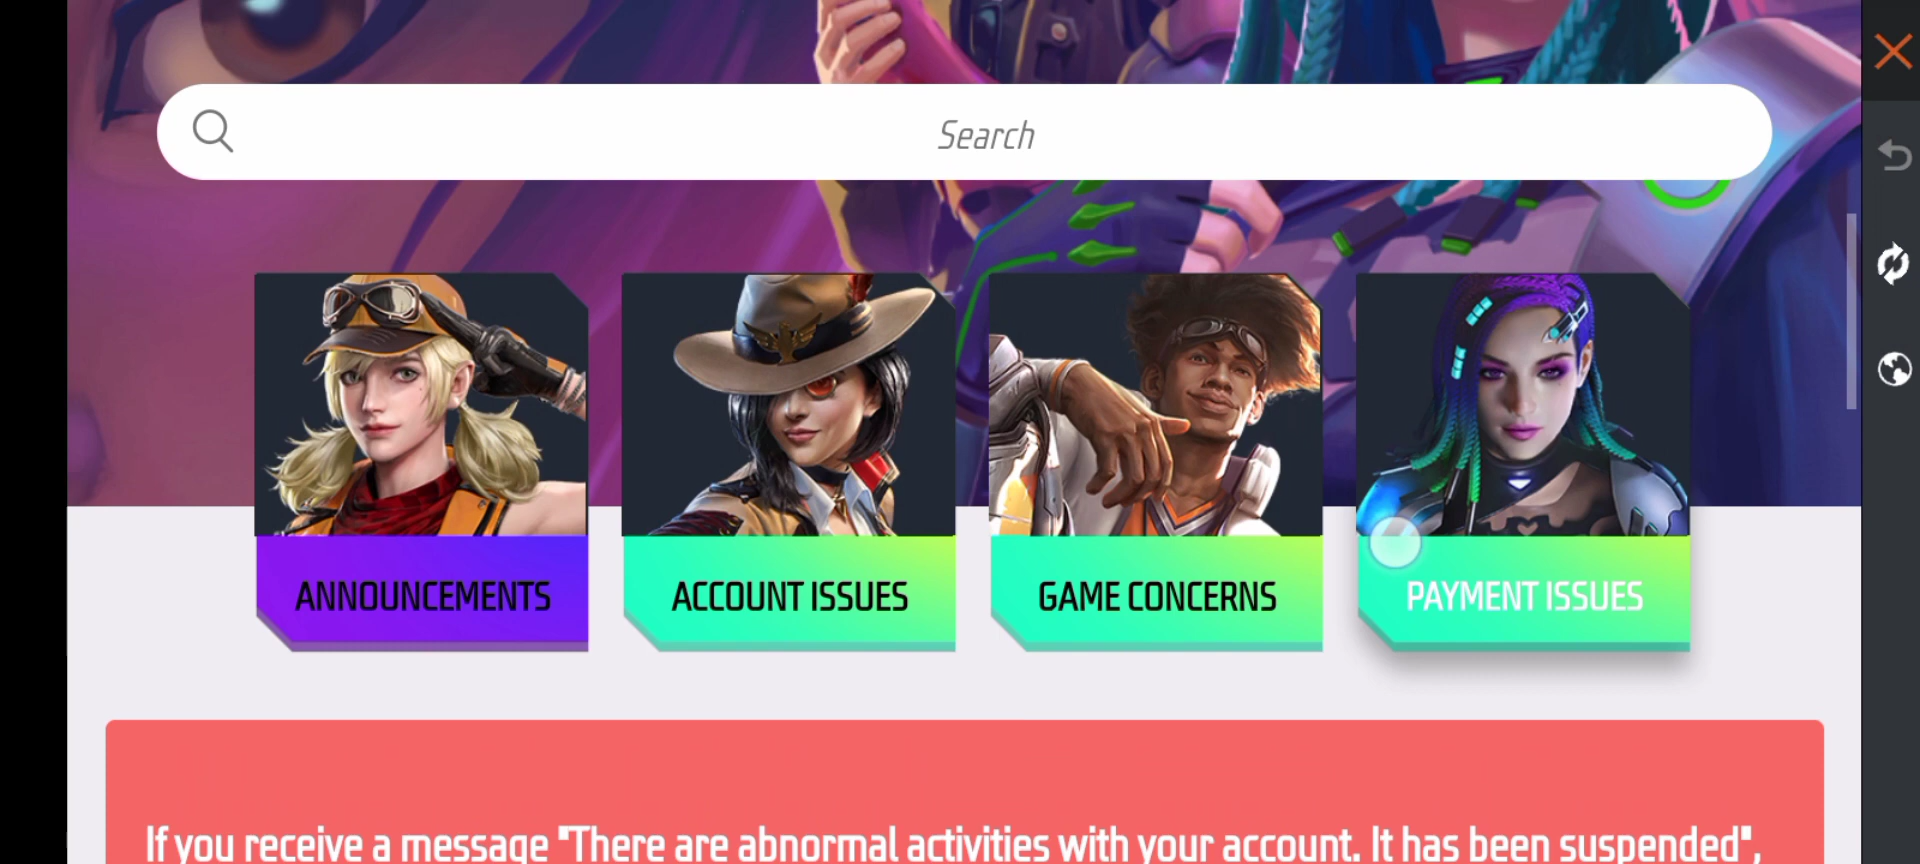 Search
ANNOUNCEMENTS
ACCOUNT ISSUES
GAME CONCERNS
PAYMENT ISSUES
If you receive a message "There are abnormal activities with your account. It has been suspended",